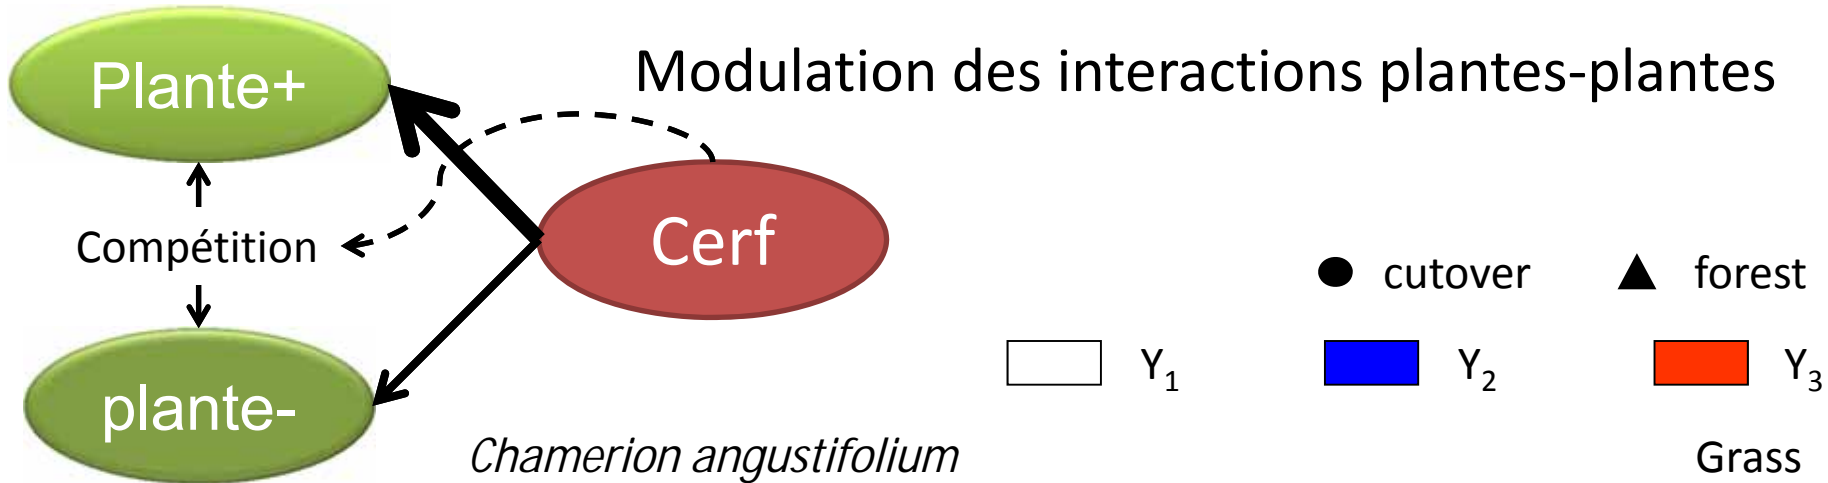 Plante+
Modulation des interactions plantes-plantes
Compétition
Cerf
cutover
forest
plante-
Y₁
Y₂
Y₃
Chamerion angustifolium
Grass